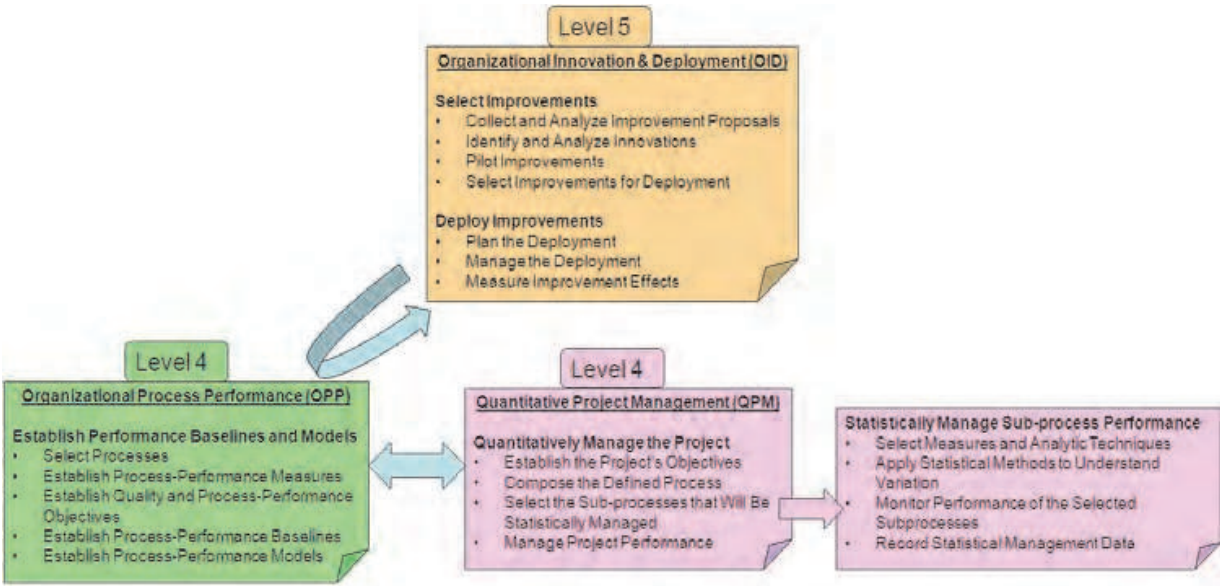 Level 5
Organizational Innovation & Deployment (OID)
Select Improvements
• Collect and Analyze Improvement Proposals
• Identify and Analyze Innovations
• Pilot Improvements
• Select Improvements for Deployment
Deploy Improvements
• Plan the Deployment
• Manage the Deployment
• Measure Improvement Effects
Level 4
Organizational Process Performance (OPP)
Establish Performance Baselines and Models
• Select Processes
• Establish Process-Performance Measures
• Establish Quality and Process-Performance
Objectives
• Establish Process-Performance Baselines
• Establish Process-Performance Models
Level 4
Quantitative Project Management (QPM)
Quantitatively Manage the Project
• Establish the Project's Objectives
• Compose the Defined Process
• Select the Sub-processes that Will Be
Statistically Managed
• Manage Project Performance
Statistically Manage Sub-process Performance
• Select Measures and Analytic Techniques
• Apply Statistical Methods to Understand
Variation
• Monitor Performance of the Selected
Subprocesses
• Record Statistical Management Data